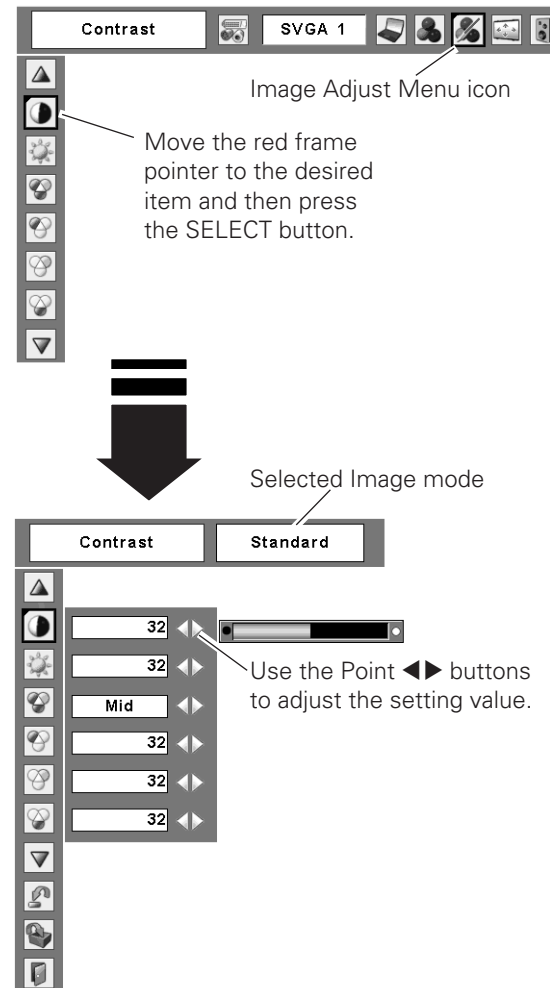 Contrast
SVGA 1
Image Adjust Menu icon
Move the red frame
pointer to the desired
item and then press
the SELECT button.
Selected Image mode
Contrast
Standard
32
32
Mid
32
32
32
Use the Point ◀▶ buttons
to adjust the setting value.